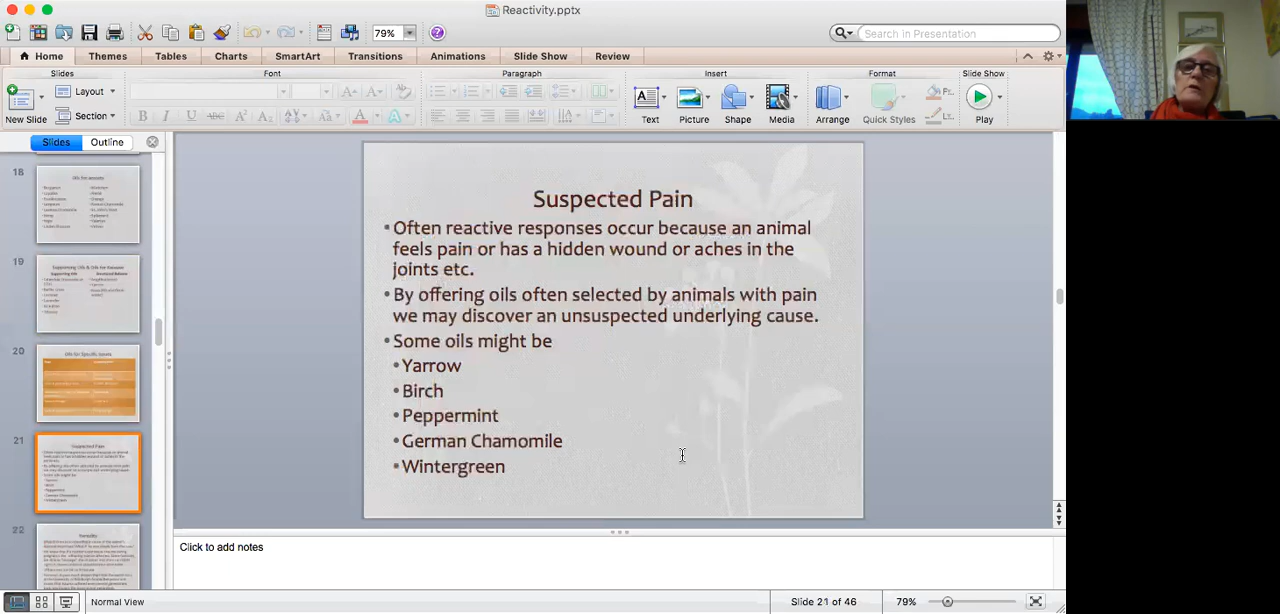 Reactivity.pptx
79%
Search in Presentation
Home
Themes
Tables
Charts
SmartArt
Transitions
Animations
Slide Show
Review
Slides
Font
Paragraph
Insert
Format
Slide Show
New Slide
Layout
Section
Text
Picture
Shape
Media
Arrange
Quick Styles
Play
Slides
Outline
18
19
20
21
22
Suspected Pain
• Often reactive responses occur because an animal
feels pain or has a hidden wound or aches in the
joints etc.
• By offering oils often selected by animals with pain
we may discover an unsuspected underlying cause.
• Some oils might be
• Yarrow
• Birch
• Peppermint
• German Chamomile
• Wintergreen
Click to add notes
Normal View
Slide 21 of 46
79%